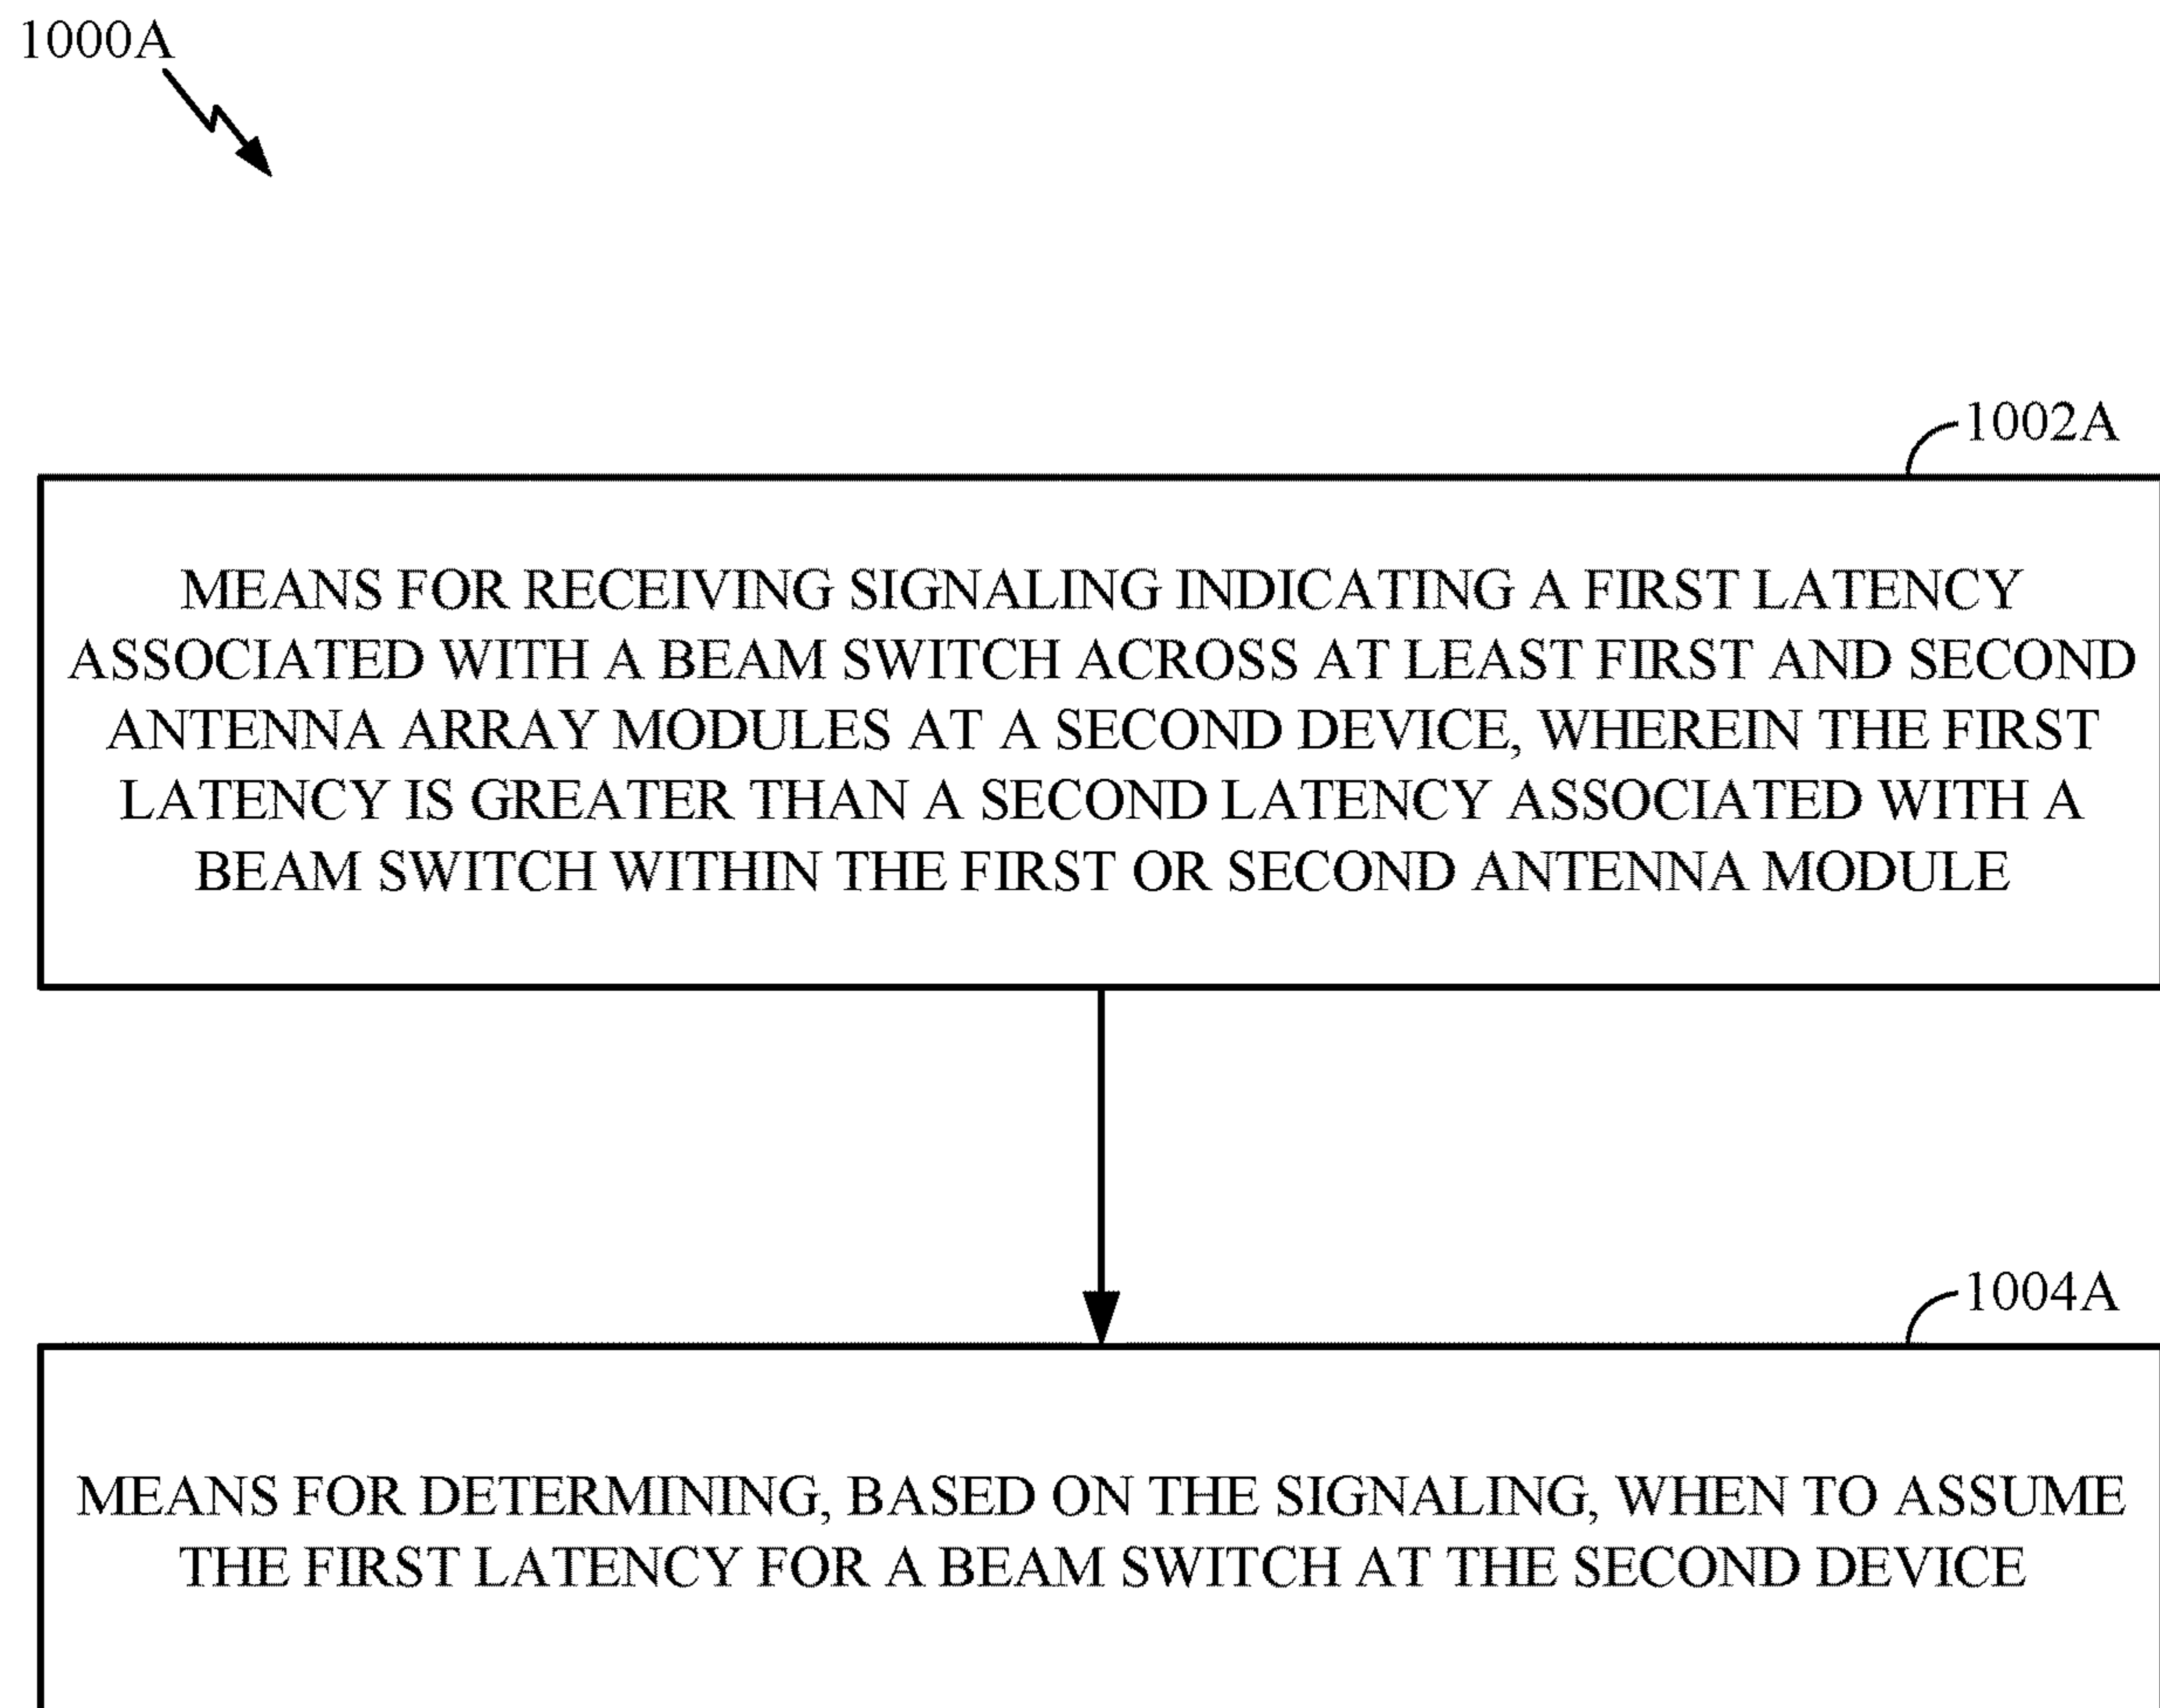 1000A
1002A
MEANS FOR RECEIVING SIGNALING INDICATING A FIRST LATENCY
ASSOCIATED WITH A BEAM SWITCH ACROSS AT LEAST FIRST AND SECOND
ANTENNA ARRAY MODULES AT A SECOND DEVICE, WHEREIN THE FIRST
LATENCY IS GREATER THAN A SECOND LATENCY ASSOCIATED WITH A
BEAM SWITCH WITHIN THE FIRST OR SECOND ANTENNA MODULE
1004A
MEANS FOR DETERMINING, BASED ON THE SIGNALING, WHEN TO ASSUME
THE FIRST LATENCY FOR A BEAM SWITCH AT THE SECOND DEVICE